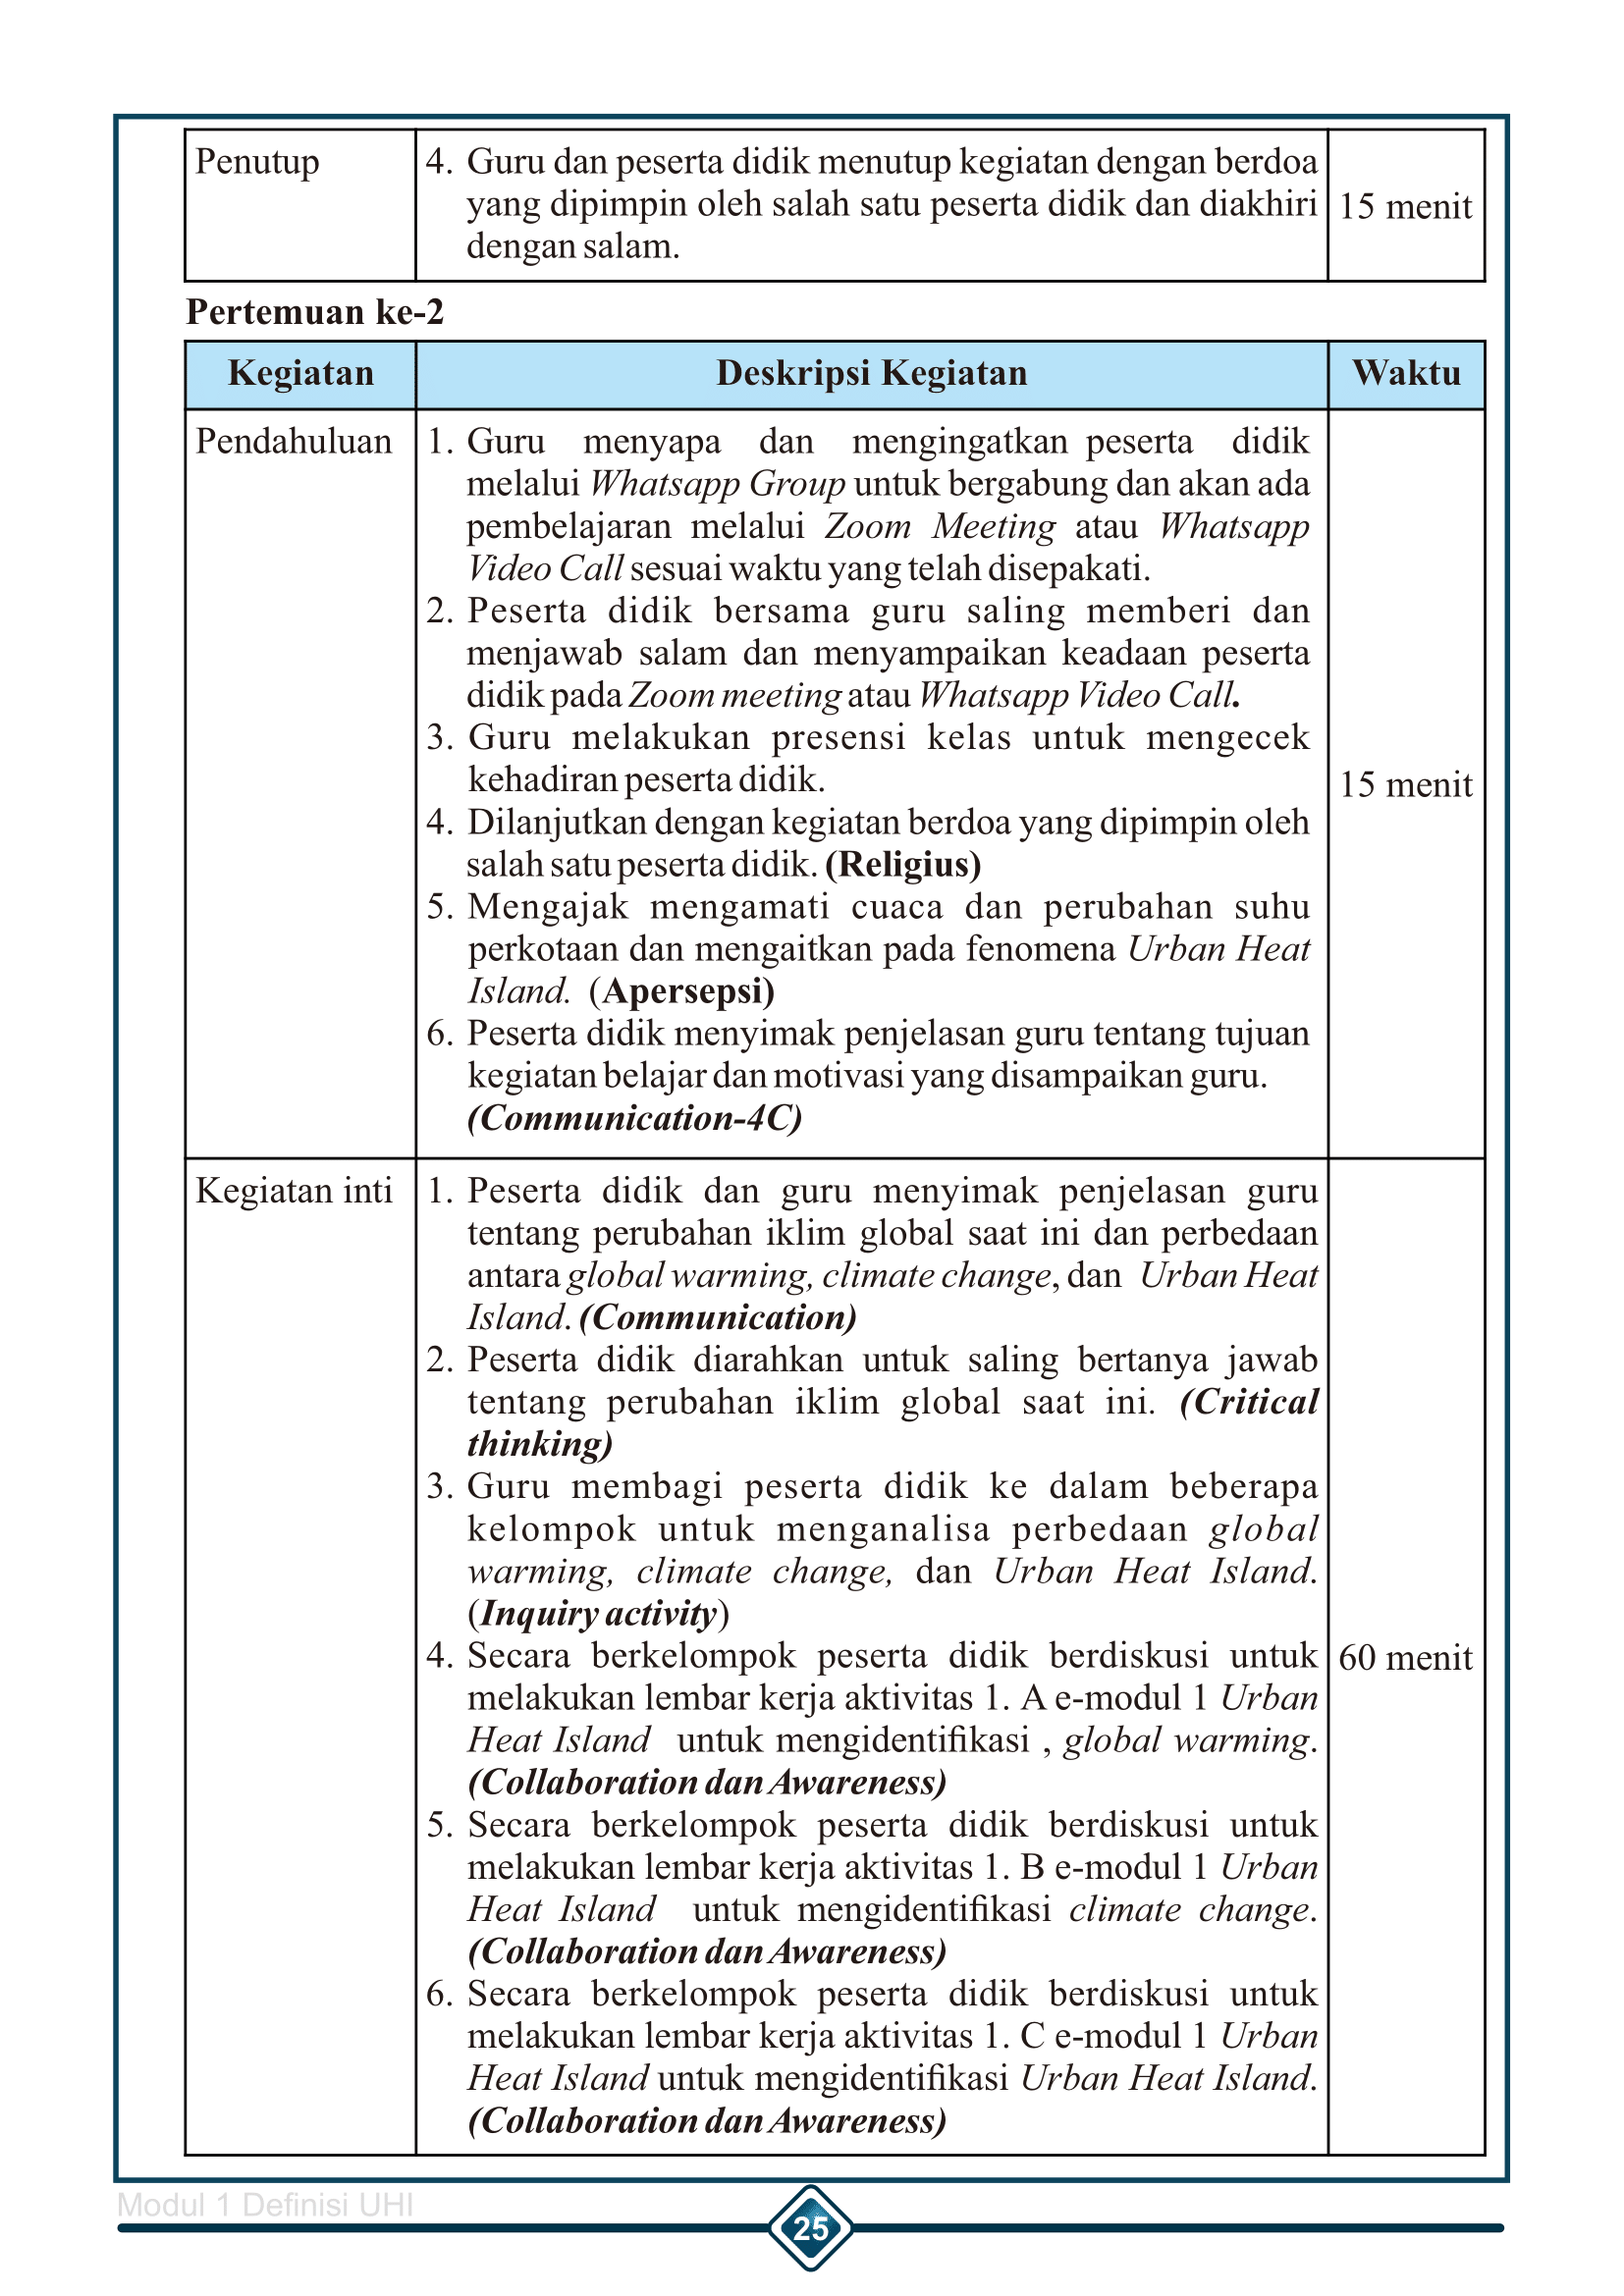 Penutup
4. Guru dan peserta didik menutup kegiatan dengan berdoa
yang dipimpin oleh salah satu peserta didik dan diakhiri
dengan salam.
15 menit
Pertemuan ke-2
Kegiatan Deskripsi Kegiatan Waktu
Pendahuluan
1. Guru menyapa dan mengingatkan peserta didik
melalui Whatsapp Group untuk bergabung dan akan ada
pembelajaran melalui Zoom Meeting atau Whatsapp
Video Call sesuai waktu yang telah disepakati.
2. Peserta didik bersama guru saling memberi dan
menjawab salam dan menyampaikan keadaan peserta
didik pada Zoom meeting atau Whatsapp Video Call.
3. Guru melakukan presensi kelas untuk mengecek
kehadiran peserta didik.
4. Dilanjutkan dengan kegiatan berdoa yang dipimpin oleh
salah satu peserta didik. (Religius)
5. Mengajak mengamati cuaca dan perubahan suhu
perkotaan dan mengaitkan pada fenomena Urban Heat
Island. (Apersepsi)
6. Peserta didik menyimak penjelasan guru tentang tujuan
kegiatan belajar dan motivasi yang disampaikan guru.
(Communication-4C)
15 menit
Kegiatan inti
1. Peserta didik dan guru menyimak penjelasan guru
tentang perubahan iklim global saat ini dan perbedaan
antara global warming, climate change, dan Urban Heat
Island. (Communication)
2. Peserta didik diarahkan untuk saling bertanya jawab
tentang perubahan iklim global saat ini. (Critical
thinking)
3. Guru membagi peserta didik ke dalam beberapa
kelompok untuk menganalisa perbedaan global
warming, climate change, dan Urban Heat Island.
(Inquiry activity)
4. Secara berkelompok peserta didik berdiskusi untuk
melakukan lembar kerja aktivitas 1. A e-modul 1 Urban
Heat Island untuk mengidentifikasi , global warming.
(Collaboration dan Awareness)
5. Secara berkelompok peserta didik berdiskusi untuk
melakukan lembar kerja aktivitas 1. B e-modul 1 Urban
Heat Island untuk mengidentifikasi climate change.
(Collaboration dan Awareness)
6. Secara berkelompok peserta didik berdiskusi untuk
melakukan lembar kerja aktivitas 1. C e-modul 1 Urban
Heat Island untuk mengidentifikasi Urban Heat Island.
(Collaboration dan Awareness)
60 menit
Modul 1 Definisi UHI
25